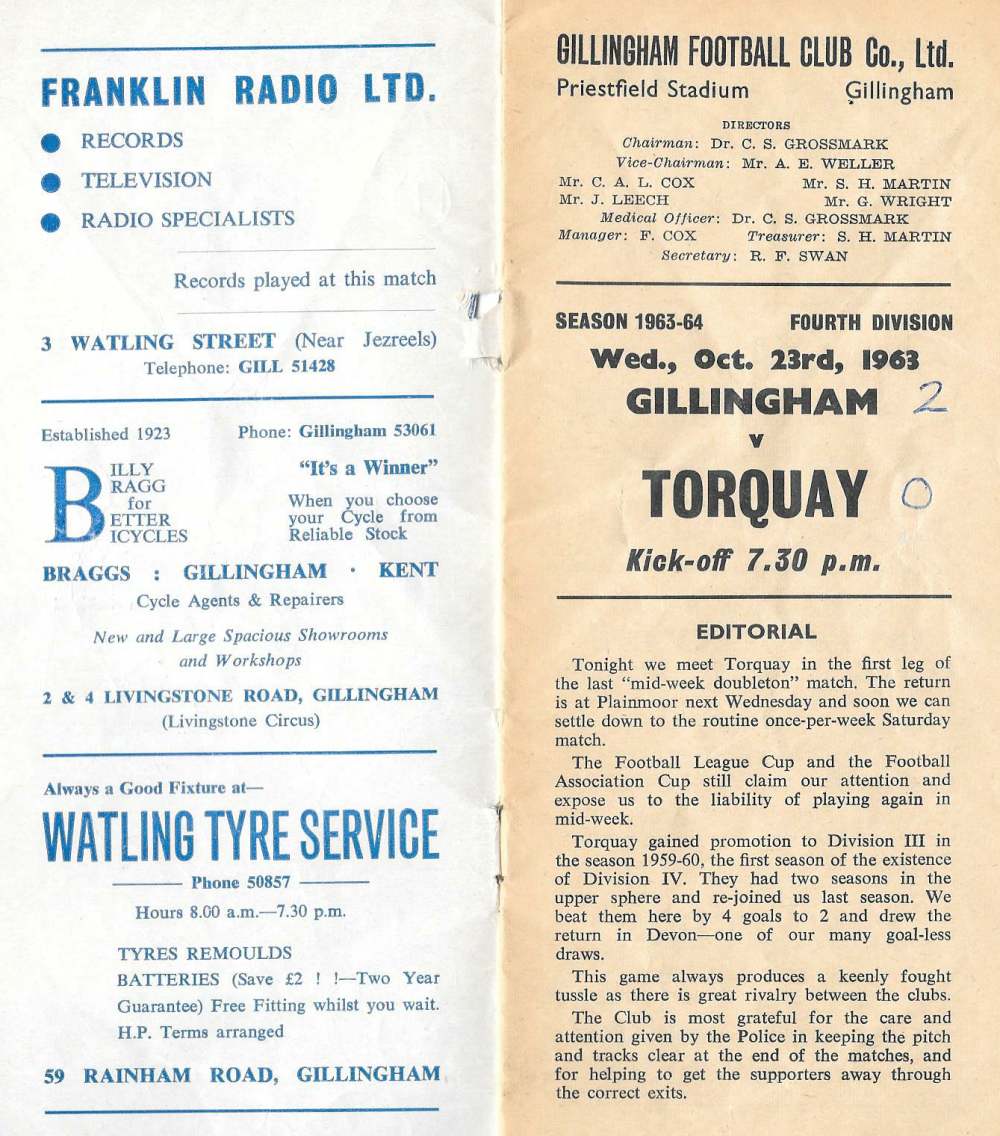 FRANKLIN RADIO LTD.
● RECORDS
● TELEVISION
● RADIO SPECIALISTS
Records played at this match
3 WATLING STREET (Near Jezreels)
Telephone: GILL 51428
Established 1923 Phone: Gillingham 53061
BILLY
RAGG
for
BETTER
ICYCLES
"It's a Winner"
When you choose
your Cycle from
Reliable Stock
BRAGGS : GILLINGHAM · KENT
Cycle Agents & Repairers
New and Large Spacious Showrooms
and Workshops
2 & 4 LIVINGSTONE ROAD, GILLINGHAM
(Livingstone Circus)
Always a Good Fixture at—
WATLING TYRE SERVICE
Phone 50857
Hours 8.00 a.m.—7.30 p.m.
TYRES REMOULDS
BATTERIES (Save £2 ! !—Two Year
Guarantee) Free Fitting whilst you wait.
H.P. Terms arranged
59 RAINHAM ROAD, GILLINGHAM
GILLINGHAM FOOTBALL CLUB Co., Ltd.
Priestfield Stadium Gillingham
DIRECTORS
Chairman: Dr. C. S. GROSSMARK
Vice-Chairman: Mr. A. E. WELLER
Mr. C. A. L. COX Mr. S. H. MARTIN
Mr. J. LEECH Mr. G. WRIGHT
Medical Officer: Dr. C. S. GROSSMARK
Manager: F. COX Treasurer: S. H. MARTIN
Secretary: R. F. SWAN
SEASON 1963-64 FOURTH DIVISION
Wed., Oct. 23rd, 1963
GILLINGHAM 2
v
TORQUAY 0
Kick-off 7.30 p.m.
EDITORIAL
Tonight we meet Torquay in the first leg of
the last "mid-week doubleton" match. The return
is at Plainmoor next Wednesday and soon we can
settle down to the routine once-per-week Saturday
match.
The Football League Cup and the Football
Association Cup still claim our attention and
expose us to the liability of playing again in
mid-week.
Torquay gained promotion to Division III in
the season 1959-60, the first season of the existence
of Division IV. They had two seasons in the
upper sphere and re-joined us last season. We
beat them here by 4 goals to 2 and drew the
return in Devon—one of our many goal-less
draws.
This game always produces a keenly fought
tussle as there is great rivalry between the clubs.
The Club is most grateful for the care and
attention given by the Police in keeping the pitch
and tracks clear at the end of the matches, and
for helping to get the supporters away through
the correct exits.